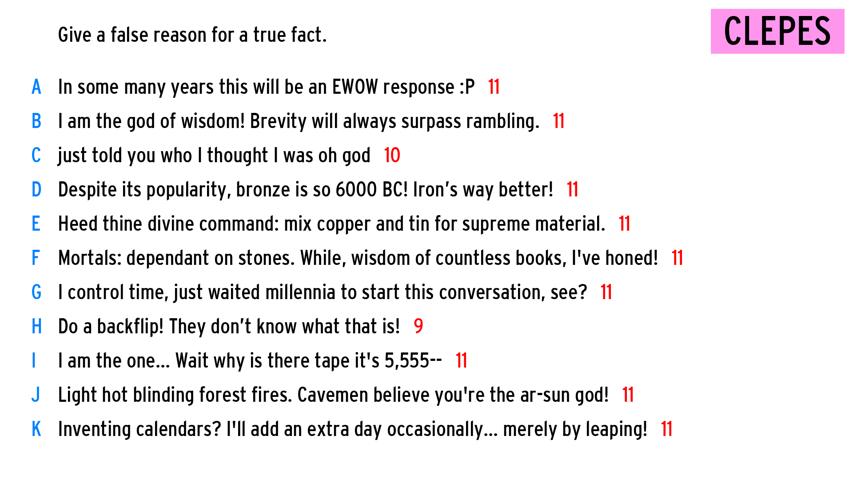 Give a false reason for a true fact.
CLEPES
A In some many years this will be an EWOW response :P 11
B I am the god of wisdom! Brevity will always surpass rambling. 11
C just told you who I thought I was oh god 10
D Despite its popularity, bronze is so 6000 BC! Iron’s way better! 11
E Heed thine divine command: mix copper and tin for supreme material. 11
F Mortals: dependant on stones. While, wisdom of countless books, I've honed! 11
G I control time, just waited millennia to start this conversation, see? 11
H Do a backflip! They don’t know what that is! 9
I I am the one... Wait why is there tape it's 5,555-- 11
J Light hot blinding forest fires. Cavemen believe you're the ar-sun god! 11
K Inventing calendars? I'll add an extra day occasionally... merely by leaping! 11